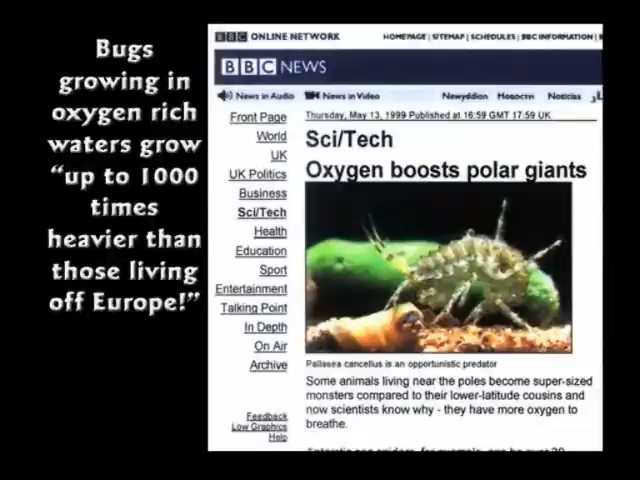 Bugs
growing in
oxygen rich
waters grow
“up to 1000
times
heavier than
those living
off Europe!”
BBC ONLINE NETWORK
HOMEPAGE | SITEMAP | SCHEDULES | BBC INFORMATION |
BBC NEWS
News in Audio News in Video Newyddion Новости Noticias
Thursday, May 13, 1999 Published at 16:59 GMT 17:59 UK
Front Page
World
UK
UK Politics
Business
Sci/Tech
Health
Education
Sport
Entertainment
Talking Point
In Depth
On Air
Archive
Feedback
Low Graphics
Help
Sci/Tech
Oxygen boosts polar giants
Pallasea cancellus is an opportunistic predator
Some animals living near the poles become super-sized
monsters compared to their lower-latitude cousins and
now scientists know why - they have more oxygen to
breathe.